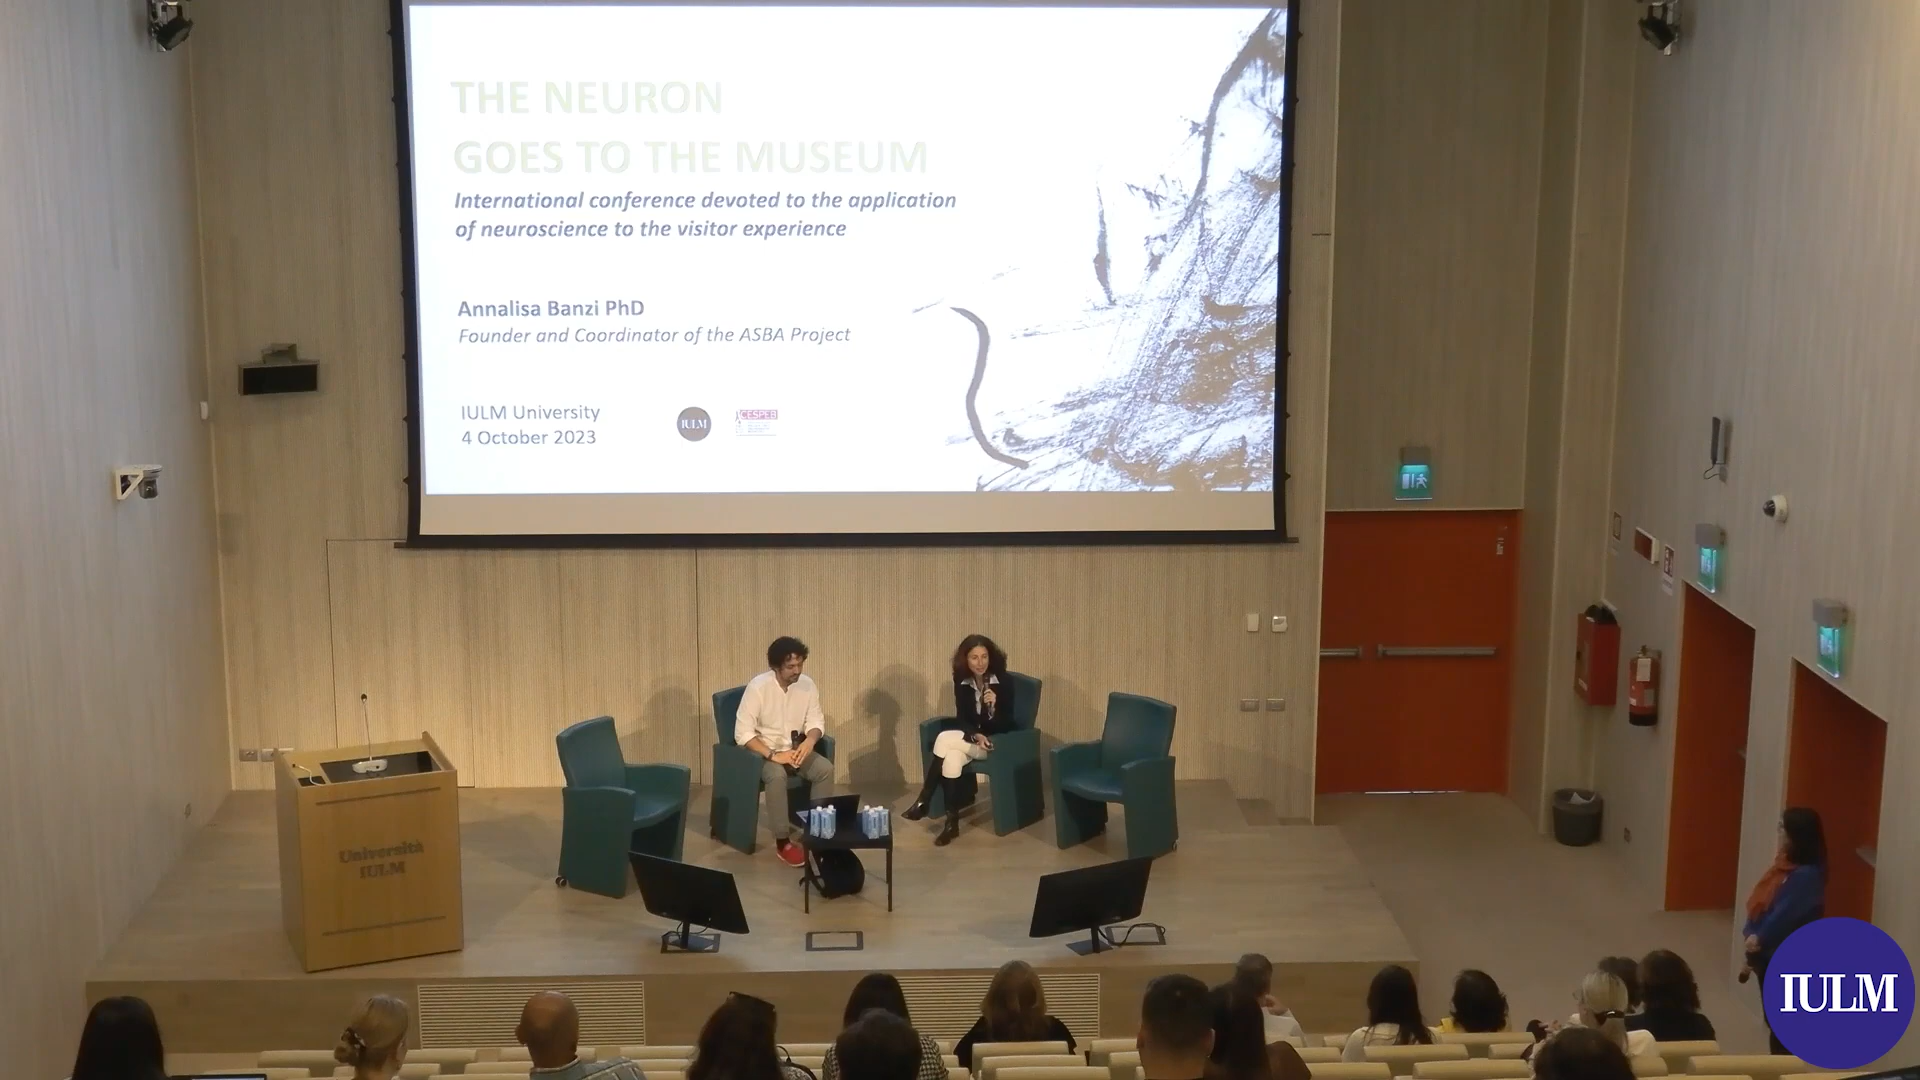 THE NEURON
GOES TO THE MUSEUM
International conference devoted to the application
of neuroscience to the visitor experience
Annalisa Banzi PhD
Founder and Coordinator of the ASBA Project
IULM University
4 October 2023
IULM
CESPEB
Università
IULM
IULM